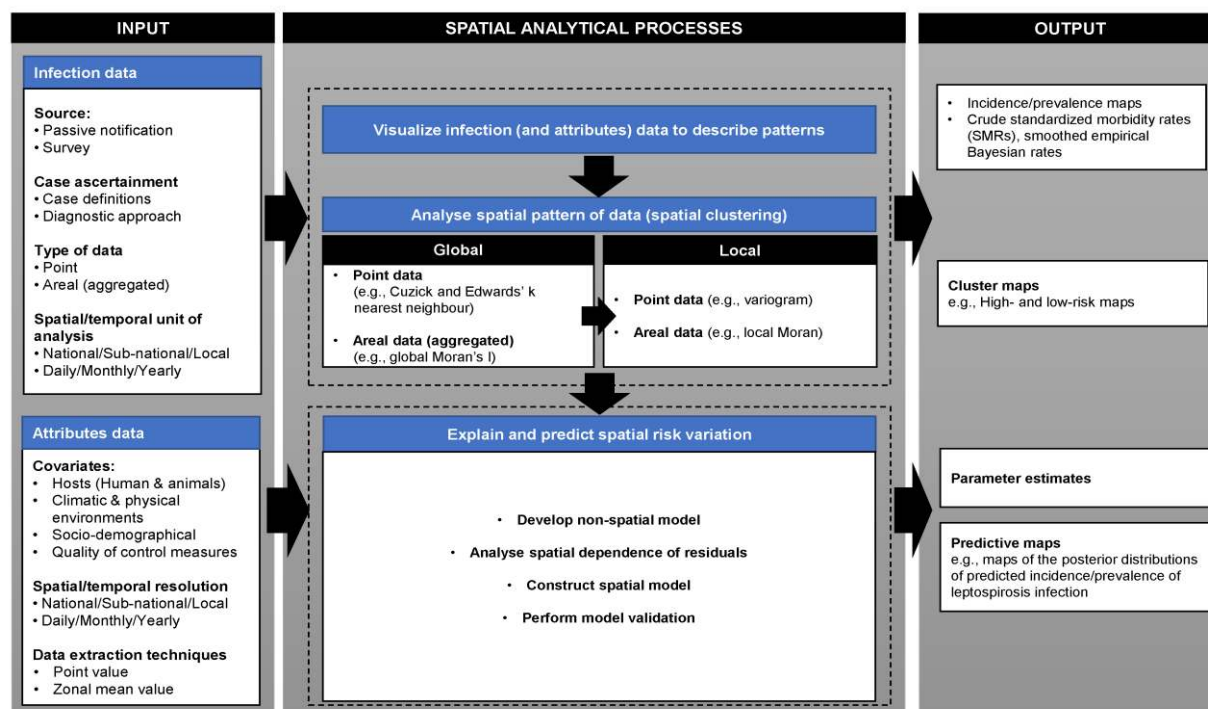 INPUT
Infection data
Source:
• Passive notification
• Survey
Case ascertainment
• Case definitions
• Diagnostic approach
Type of data
• Point
• Areal (aggregated)
Spatial/temporal unit of
analysis
• National/Sub-national/Local
• Daily/Monthly/Yearly
Attributes data
Covariates:
• Hosts (Human & animals)
• Climatic & physical
environments
• Socio-demographical
• Quality of control measures
Spatial/temporal resolution
• National/Sub-national/Local
• Daily/Monthly/Yearly
Data extraction techniques
• Point value
• Zonal mean value
SPATIAL ANALYTICAL PROCESSES
Visualize infection (and attributes) data to describe patterns
Analyse spatial pattern of data (spatial clustering)
Global
• Point data
(e.g., Cuzick and Edwards' k
nearest neighbour)
• Areal data (aggregated)
(e.g., global Moran's I)
Local
• Point data (e.g., variogram)
• Areal data (e.g., local Moran)
Explain and predict spatial risk variation
• Develop non-spatial model
• Analyse spatial dependence of residuals
• Construct spatial model
• Perform model validation
OUTPUT
• Incidence/prevalence maps
• Crude standardized morbidity rates
(SMRs), smoothed empirical
Bayesian rates
Cluster maps
e.g., High- and low-risk maps
Parameter estimates
Predictive maps
e.g., maps of the posterior distributions
of predicted incidence/prevalence of
leptospirosis infection